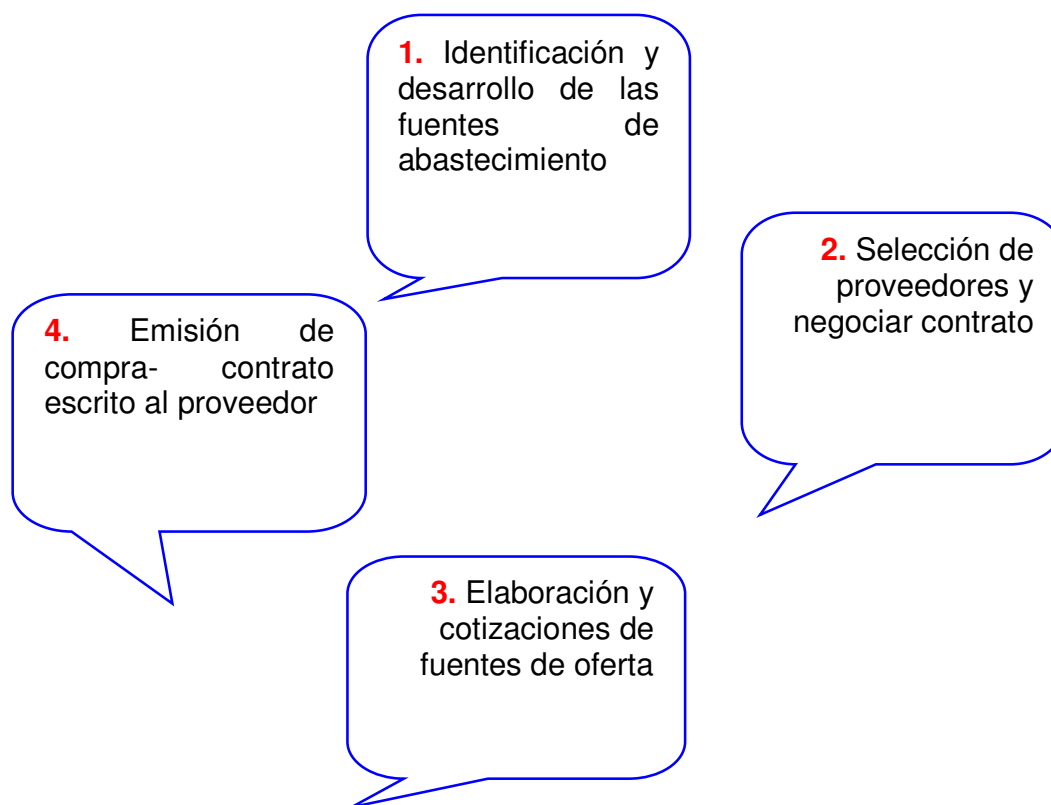 1. Identificación y
desarrollo de las
fuentes de
abastecimiento
2. Selección de
proveedores y
negociar contrato
3. Elaboración y
cotizaciones de
fuentes de oferta
4. Emisión de
compra- contrato
escrito al proveedor